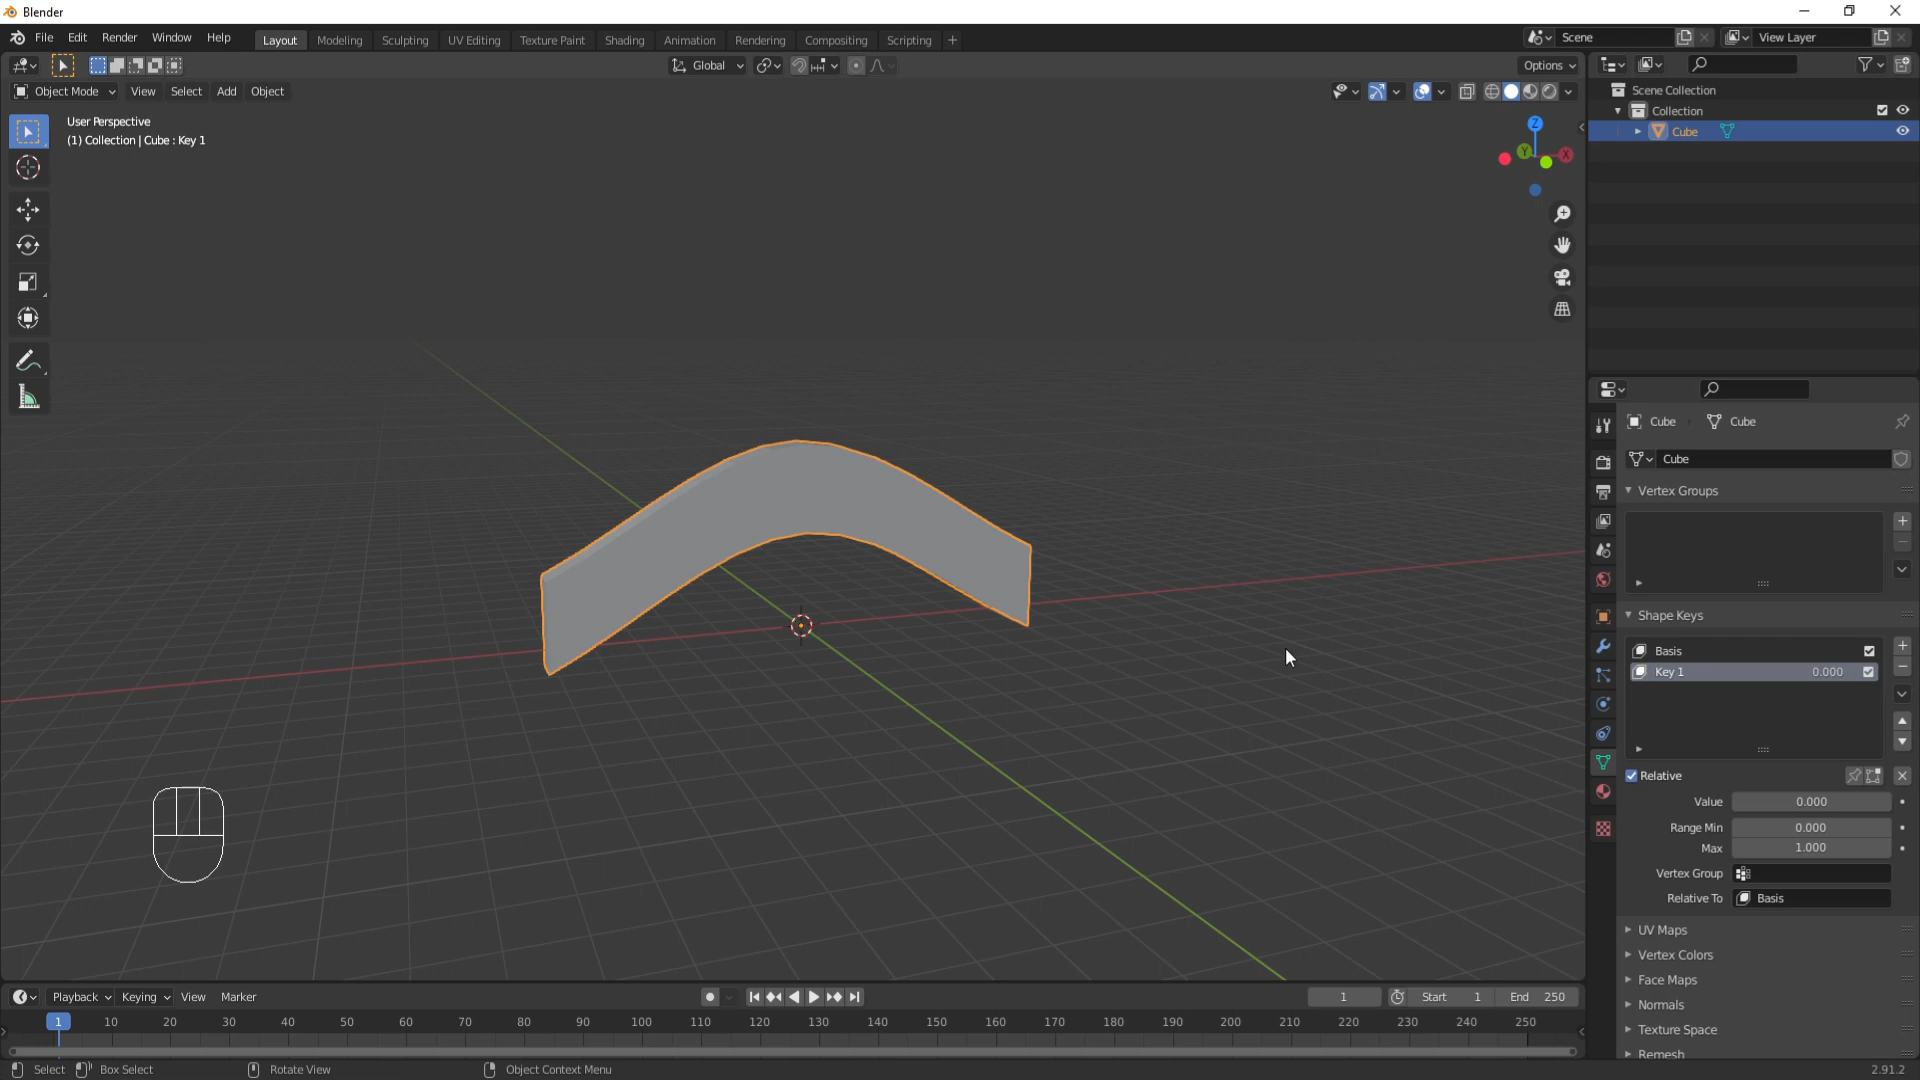 Blender
File Edit Render Window Help Layout Modeling Sculpting UV Editing Texture Paint Shading Animation Rendering Compositing Scripting + Scene View Layer
Global Options
Object Mode View Select Add Object
User Perspective
(1) Collection | Cube : Key 1
Z
Y X
Scene Collection
Collection
Cube
Cube Cube
Cube
Vertex Groups
Shape Keys
Basis
Key 1 0.000
Relative
Value 0.000
Range Min 0.000
Max 1.000
Vertex Group
Relative To Basis
UV Maps
Vertex Colors
Face Maps
Normals
Texture Space
Remesh
Playback Keying View Marker 1 Start 1 End 250
1 10 20 30 40 50 60 70 80 90 100 110 120 130 140 150 160 170 180 190 200 210 220 230 240 250
Select Box Select Rotate View Object Context Menu 2.91.2